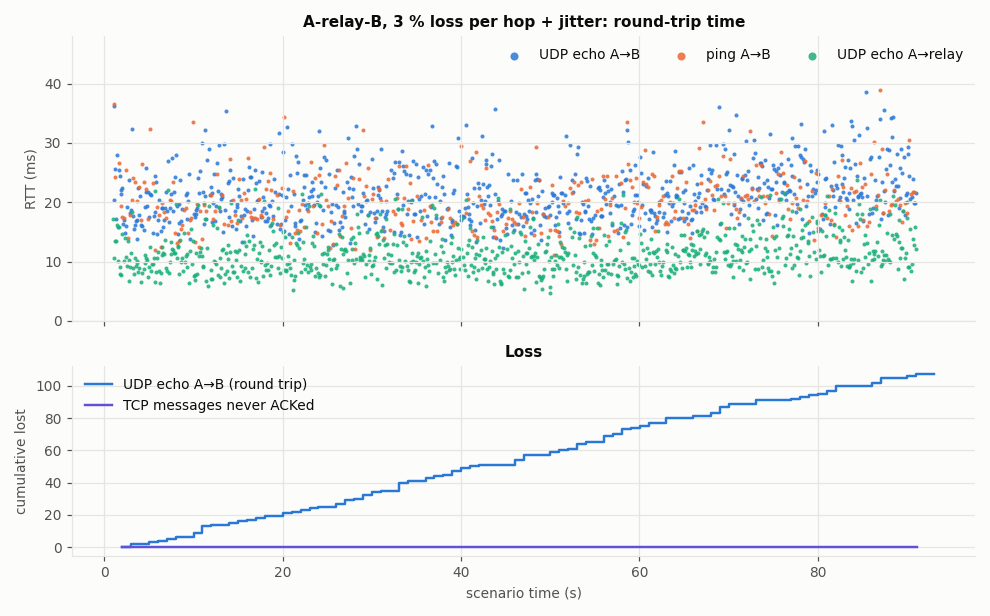 A-relay-B, 3 % loss per hop + jitter: round-trip time
UDP echo A→B
ping A→B
UDP echo A→relay
RTT (ms)
40
30
20
10
0
Loss
UDP echo A→B (round trip)
TCP messages never ACKed
cumulative lost
100
80
60
40
20
0
0
20
40
60
80
scenario time (s)